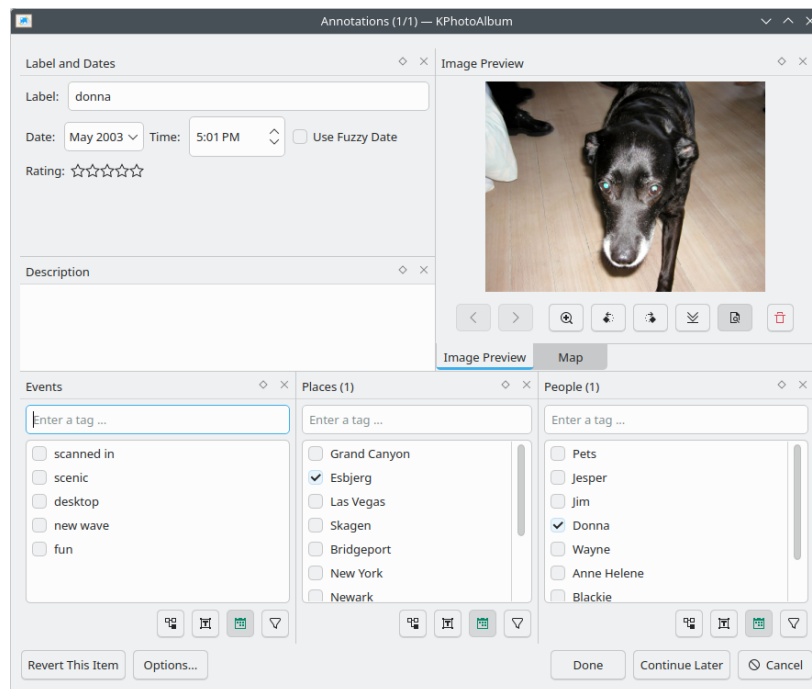 Annotations (1/1) — KPhotoAlbum
Label and Dates
Label: donna
Date: May 2003 Time: 5:01 PM Use Fuzzy Date
Rating:
Description
Image Preview
Image Preview Map
Events
Enter a tag ...
scanned in
scenic
desktop
new wave
fun
Places (1)
Enter a tag ...
Grand Canyon
Esbjerg
Las Vegas
Skagen
Bridgeport
New York
Newark
People (1)
Enter a tag ...
Pets
Jesper
Jim
Donna
Wayne
Anne Helene
Blackie
Revert This Item Options... Done Continue Later Cancel